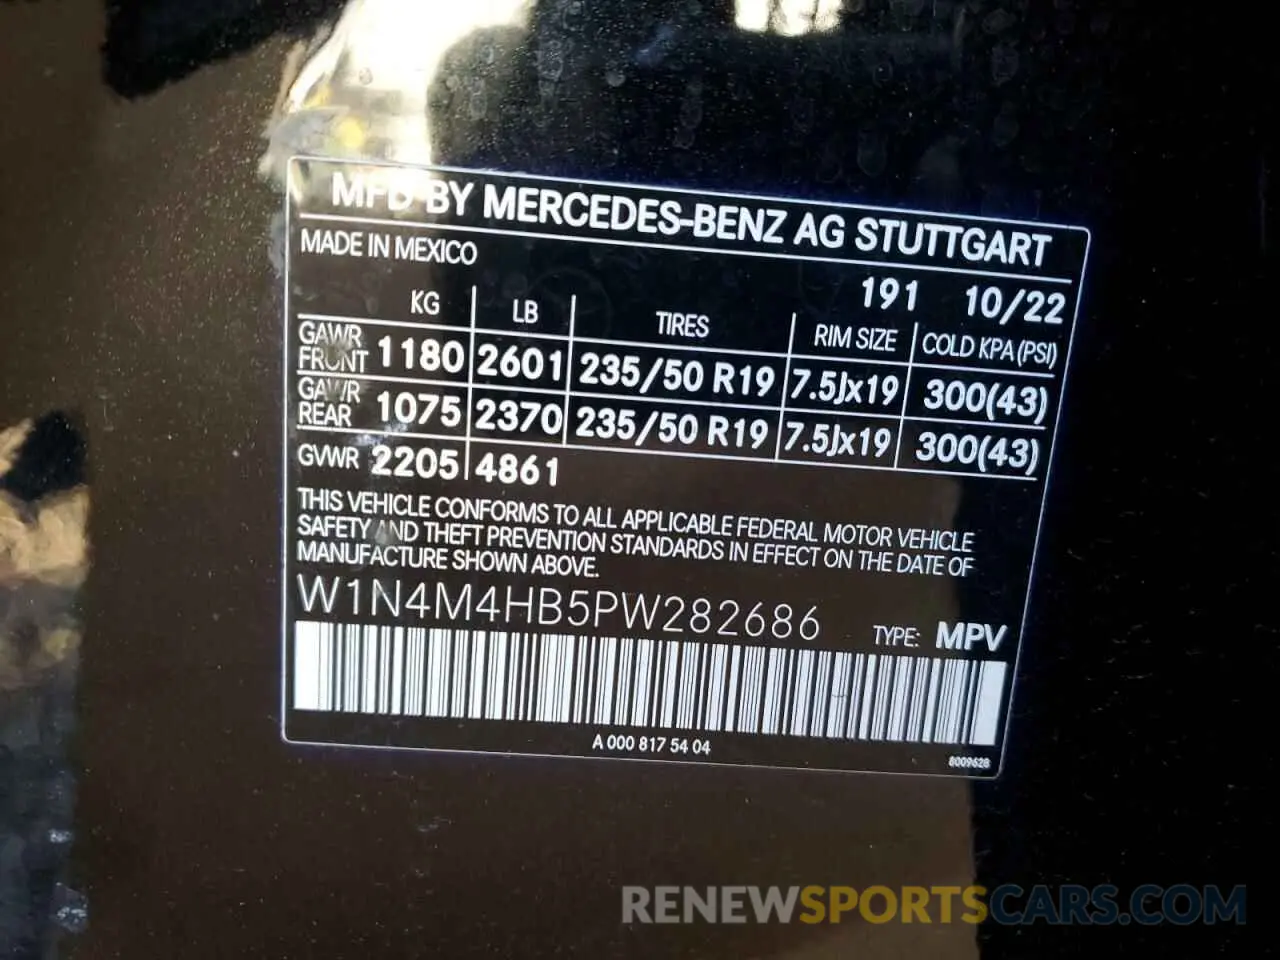 MFD BY MERCEDES-BENZ AG STUTTGART
MADE IN MEXICO
191 10/22
KG LB TIRES RIM SIZE COLD KPA (PSI)
GAWR FRONT 1180 2601 235/50 R19 7.5Jx19 300(43)
GAWR REAR 1075 2370 235/50 R19 7.5Jx19 300(43)
GVWR 2205 4861
THIS VEHICLE CONFORMS TO ALL APPLICABLE FEDERAL MOTOR VEHICLE
SAFETY AND THEFT PREVENTION STANDARDS IN EFFECT ON THE DATE OF
MANUFACTURE SHOWN ABOVE.
W1N4M4HB5PW282686 TYPE: MPV
A 000 817 54 04
8009628
RENEWSPORTSCARS.COM